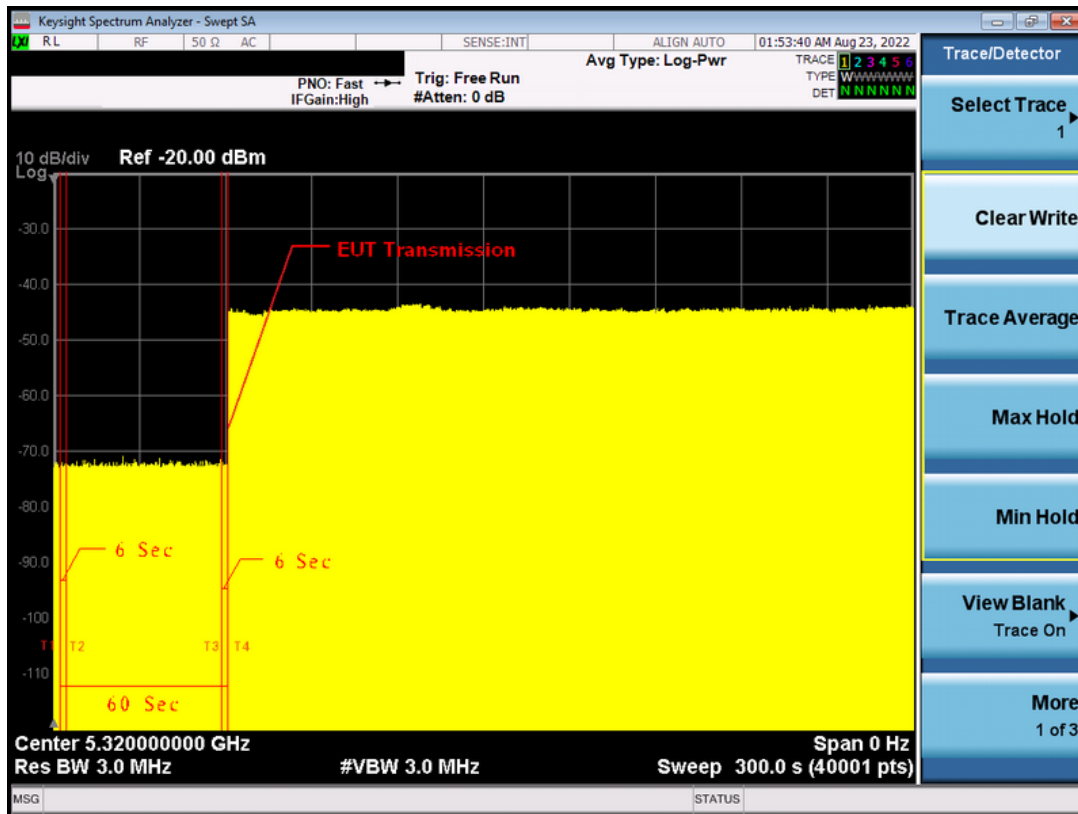 Keysight Spectrum Analyzer - Swept SA
LXI RL RF 50 Ω AC SENSE:INT ALIGN AUTO 01:53:40 AM Aug 23, 2022
Trace/Detector
Avg Type: Log-Pwr
TRACE 1 2 3 4 5 6
PNO: Fast Trig: Free Run
TYPE WWWWWW
IFGain:High #Atten: 0 dB
DET N N N N N N
Select Trace
1
10 dB/div Ref -20.00 dBm
Log
Clear Write
-30.0
EUT Transmission
-40.0
Trace Average
-50.0
-60.0
Max Hold
-70.0
-80.0
Min Hold
6 Sec
-90.0
6 Sec
View Blank
Trace On
-100
T1 T2 T3 T4
-110
60 Sec
More
1 of 3
Center 5.320000000 GHz Span 0 Hz
Res BW 3.0 MHz #VBW 3.0 MHz Sweep 300.0 s (40001 pts)
MSG STATUS